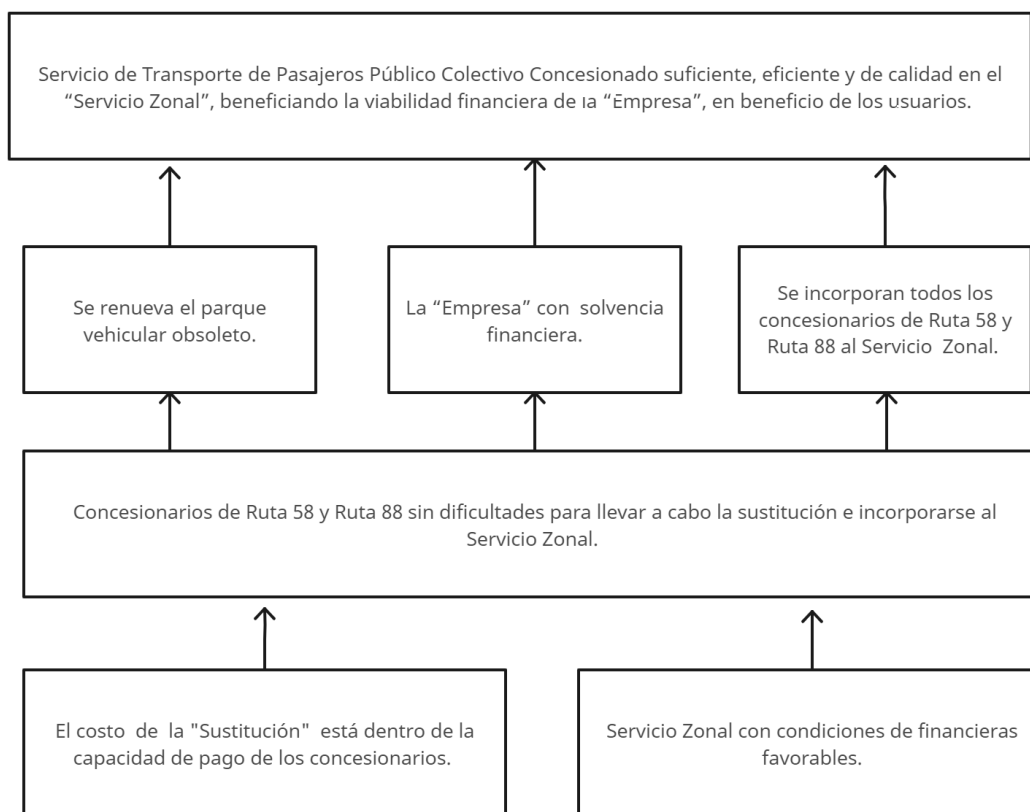 Servicio de Transporte de Pasajeros Público Colectivo Concesionado suficiente, eficiente y de calidad en el
“Servicio Zonal”, beneficiando la viabilidad financiera de la “Empresa”, en beneficio de los usuarios.
Se renueva el parque
vehicular obsoleto.
La “Empresa” con solvencia
financiera.
Se incorporan todos los
concesionarios de Ruta 58 y
Ruta 88 al Servicio Zonal.
Concesionarios de Ruta 58 y Ruta 88 sin dificultades para llevar a cabo la sustitución e incorporarse al
Servicio Zonal.
El costo de la "Sustitución" está dentro de la
capacidad de pago de los concesionarios.
Servicio Zonal con condiciones de financieras
favorables.